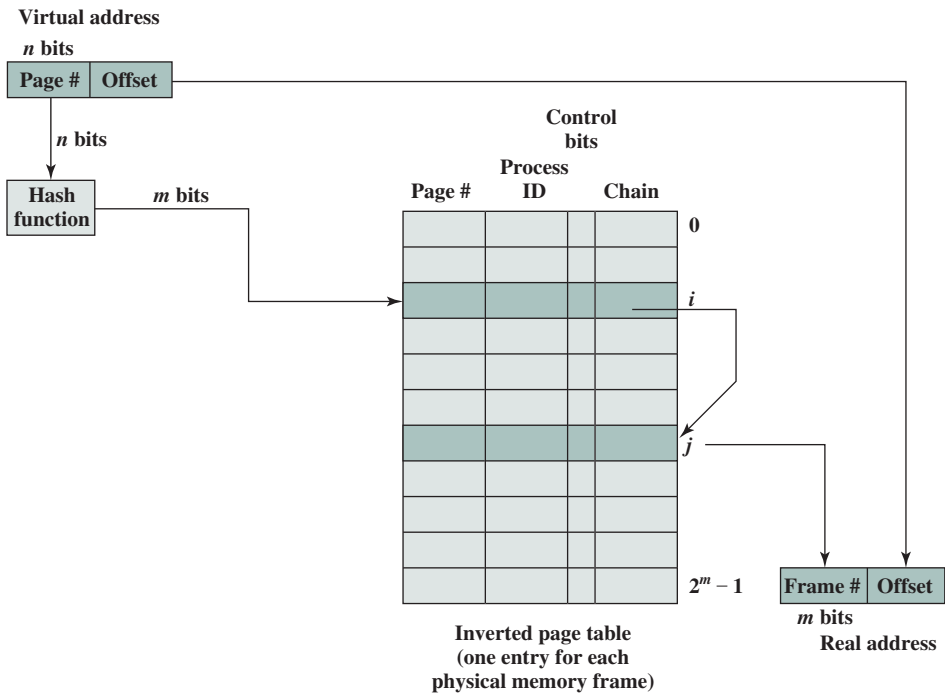 Virtual address
n bits
Page # Offset
n bits
Hash
function
m bits
Control
bits
Process
Page # ID Chain
0
i
j
2^m − 1
Frame # Offset
m bits
Real address
Inverted page table
(one entry for each
physical memory frame)